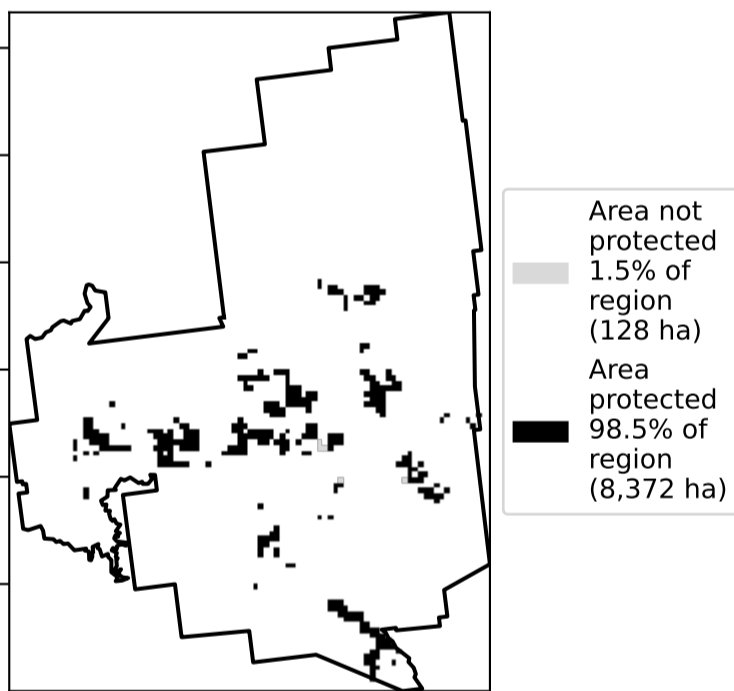 Area not
protected
1.5% of
region
(128 ha)
Area
protected
98.5% of
region
(8,372 ha)